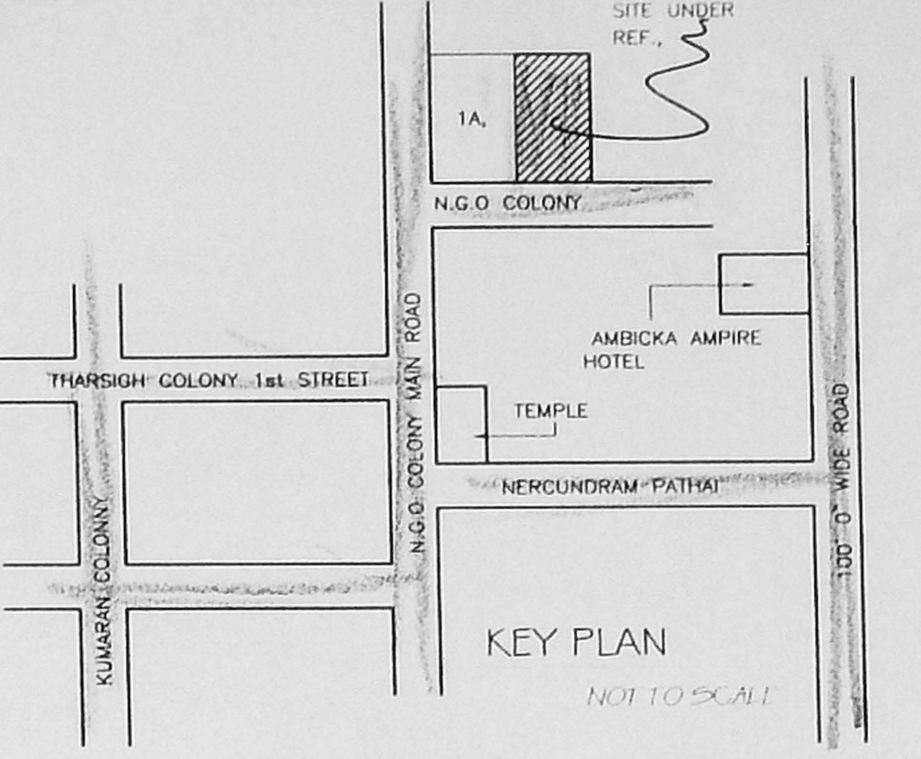 SITE UNDER
REF.,
1A,
N.G.O COLONY
AMBICKA AMPIRE
HOTEL
THARSIGH COLONY 1st STREET
N.G.O. COLONY MAIN ROAD
TEMPLE
100' 0" WIDE ROAD
NERCUNDRAM PATHAI
KUMARAN COLONNY
KEY PLAN
NOT TO SCALE